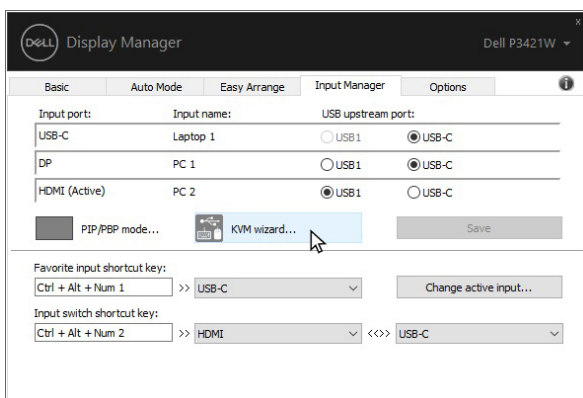 DELL Display Manager Dell P3421W
x
Basic Auto Mode Easy Arrange Input Manager Options i
Input port: Input name: USB upstream port:
USB-C Laptop 1 USB1 USB-C
DP PC 1 USB1 USB-C
HDMI (Active) PC 2 USB1 USB-C
PIP/PBP mode... KVM wizard... Save
Favorite input shortcut key:
Ctrl + Alt + Num 1 >> USB-C Change active input...
Input switch shortcut key:
Ctrl + Alt + Num 2 >> HDMI <<>> USB-C